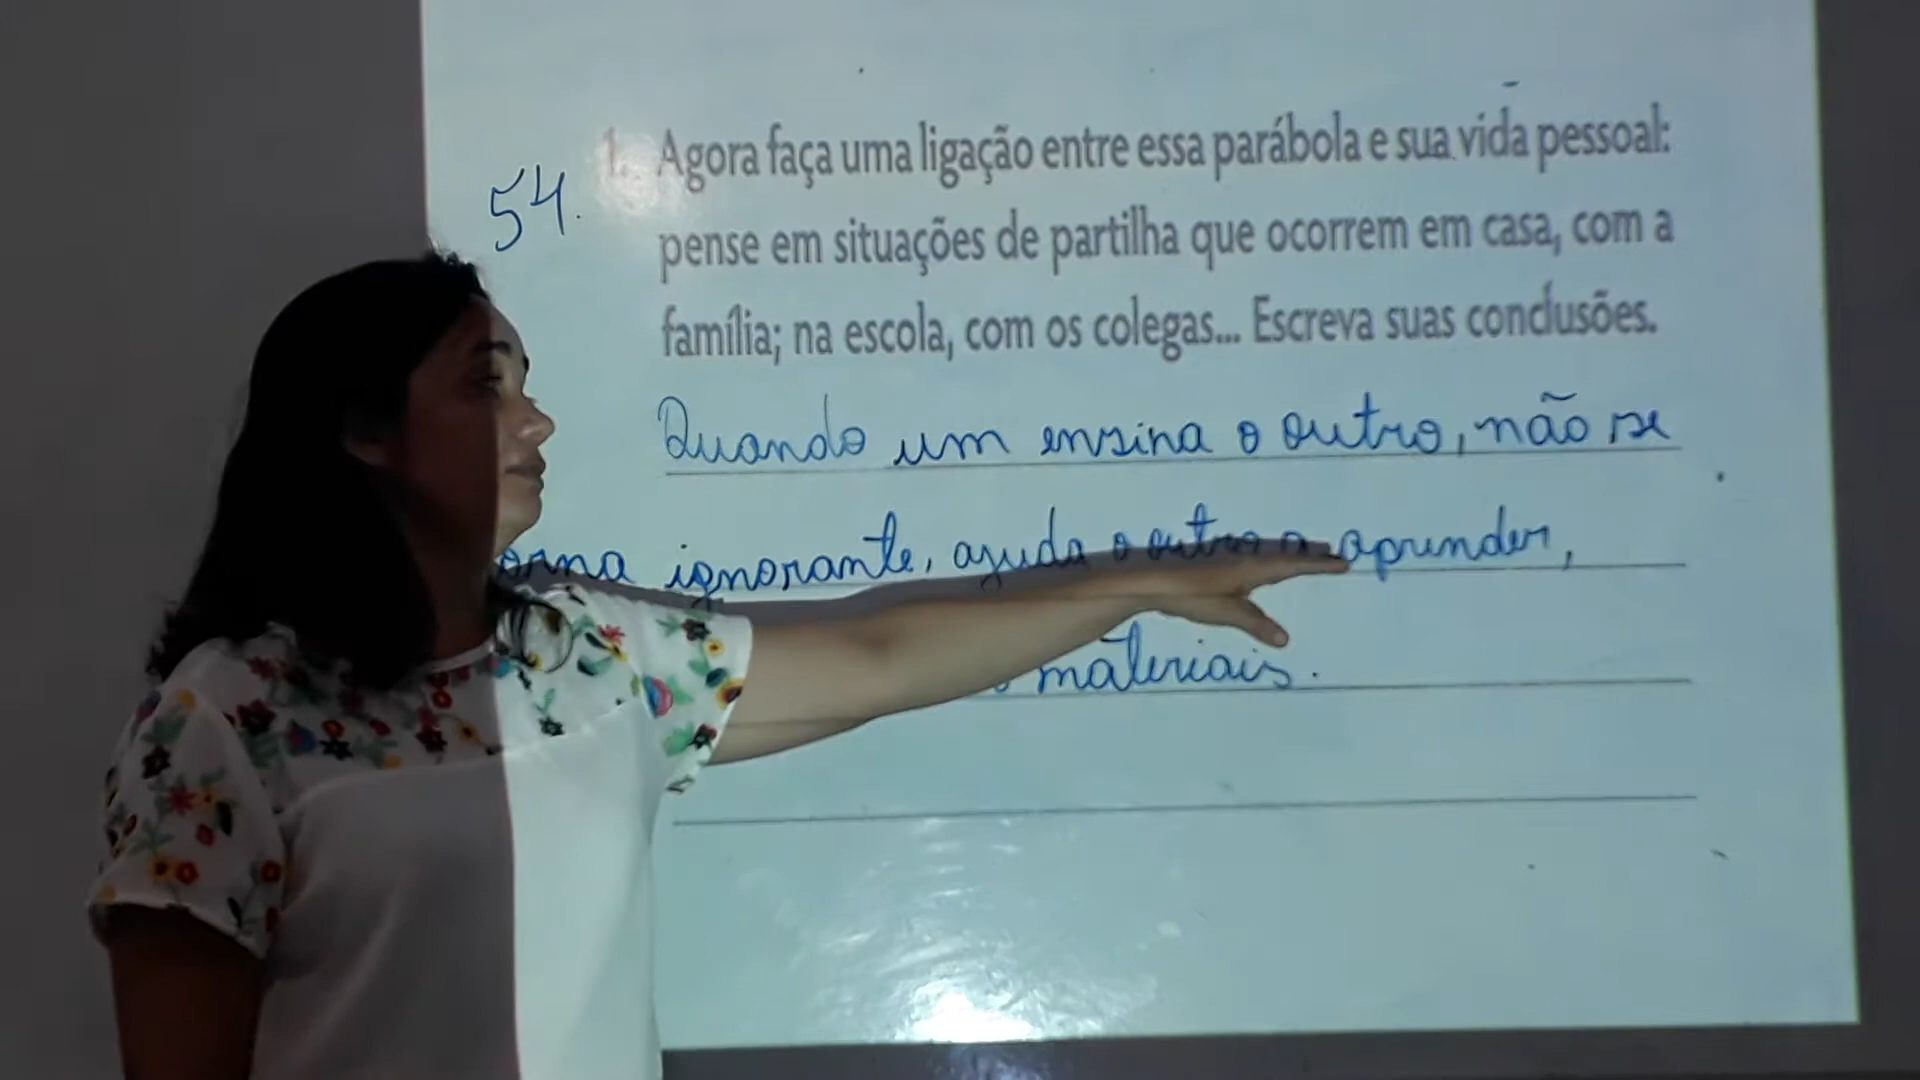 54.
1. Agora faça uma ligação entre essa parábola e sua vida pessoal:
pense em situações de partilha que ocorrem em casa, com a
família; na escola, com os colegas... Escreva suas conclusões.
Quando um ensina o outro, não se
orna ignorante, ajuda o outro a aprender,
materiais.